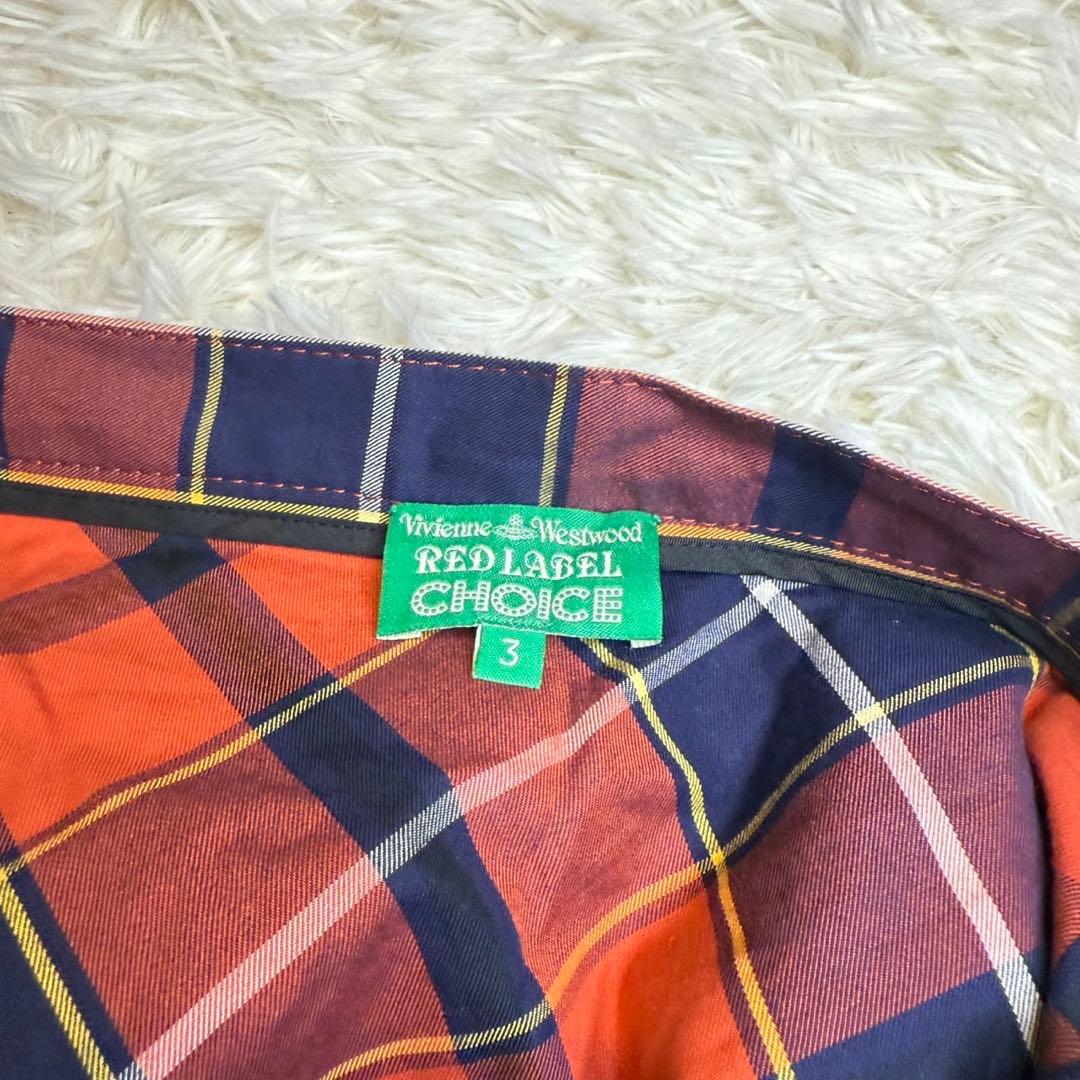 Vivienne Westwood
RED LABEL
CHOICE
3